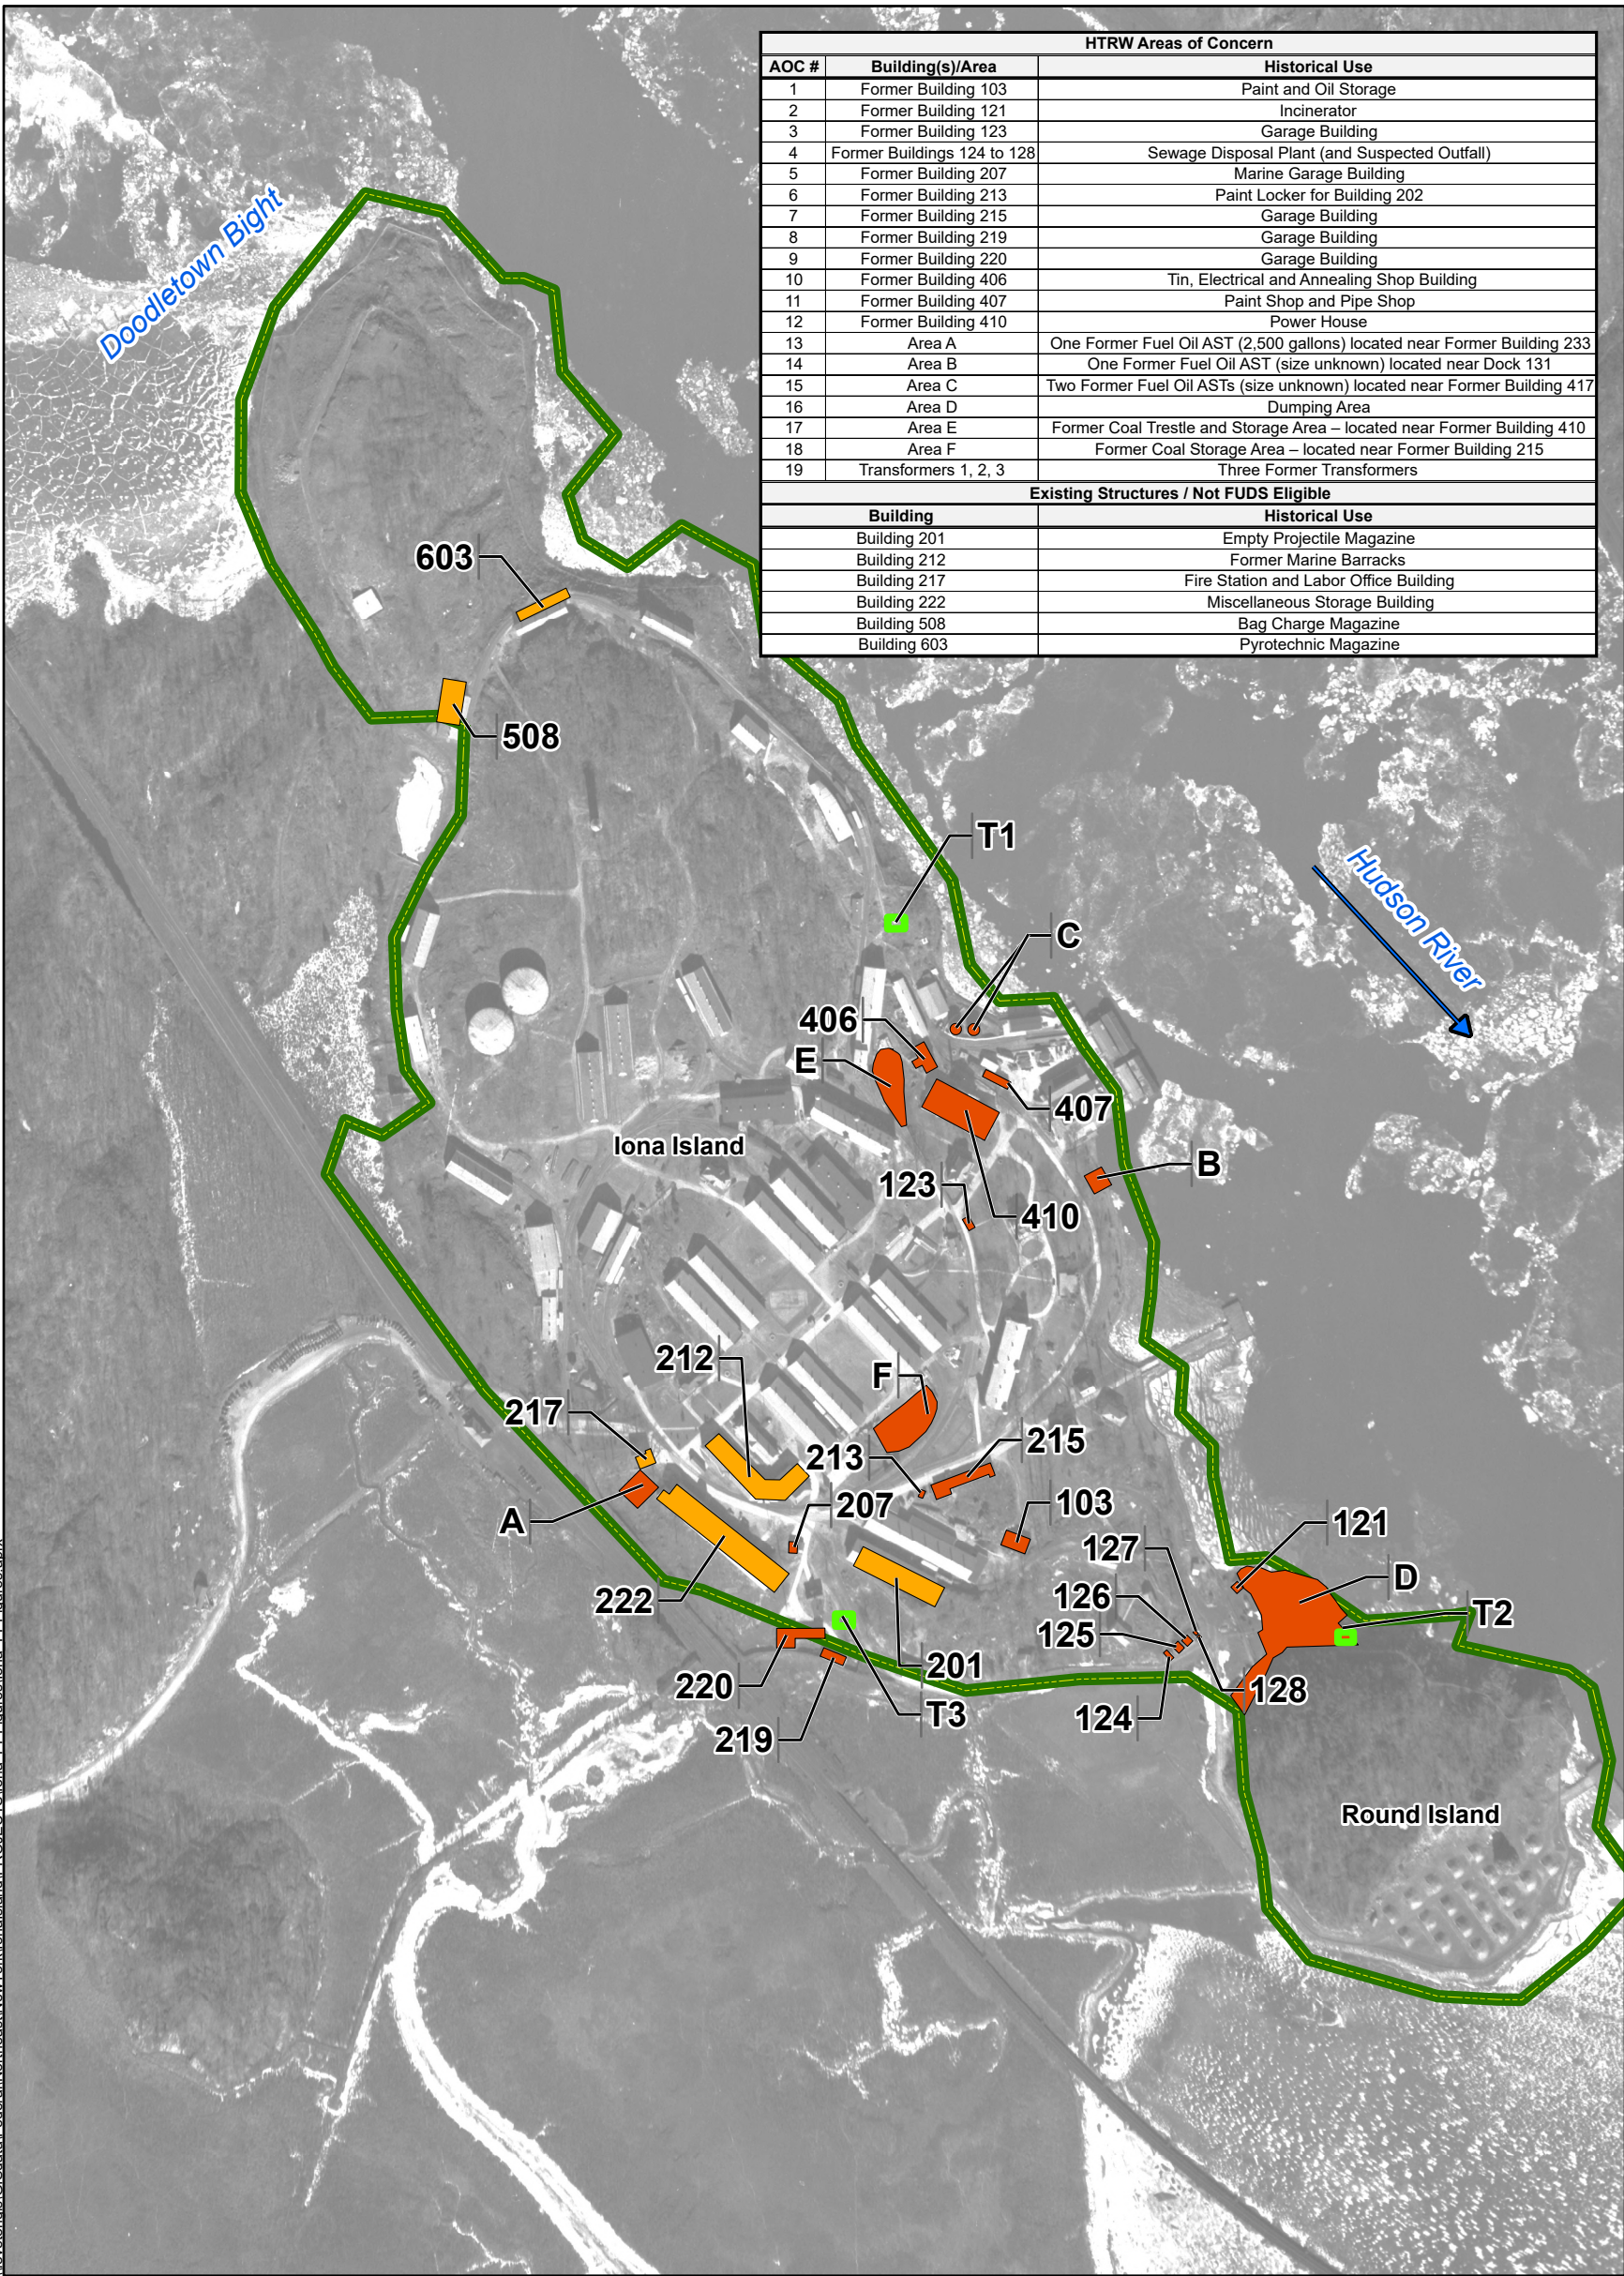 HTRW Areas of Concern
AOC # Building(s)/Area Historical Use
1 Former Building 103 Paint and Oil Storage
2 Former Building 121 Incinerator
3 Former Building 123 Garage Building
4 Former Buildings 124 to 128 Sewage Disposal Plant (and Suspected Outfall)
5 Former Building 207 Marine Garage Building
6 Former Building 213 Paint Locker for Building 202
7 Former Building 215 Garage Building
8 Former Building 219 Garage Building
9 Former Building 220 Garage Building
10 Former Building 406 Tin, Electrical and Annealing Shop Building
11 Former Building 407 Paint Shop and Pipe Shop
12 Former Building 410 Power House
13 Area A One Former Fuel Oil AST (2,500 gallons) located near Former Building 233
14 Area B One Former Fuel Oil AST (size unknown) located near Dock 131
15 Area C Two Former Fuel Oil ASTs (size unknown) located near Former Building 417
16 Area D Dumping Area
17 Area E Former Coal Trestle and Storage Area – located near Former Building 410
18 Area F Former Coal Storage Area – located near Former Building 215
19 Transformers 1, 2, 3 Three Former Transformers
Existing Structures / Not FUDS Eligible
Building Historical Use
Building 201 Empty Projectile Magazine
Building 212 Former Marine Barracks
Building 217 Fire Station and Labor Office Building
Building 222 Miscellaneous Storage Building
Building 508 Bag Charge Magazine
Building 603 Pyrotechnic Magazine
Doodletown Bight
603
508
T1
Hudson River
C
406
E
407
Iona Island
B
123
410
212
F
217
215
213
103
207
A
121
127
D
126
222
T2
125
201
220
128
T3
124
219
Round Island